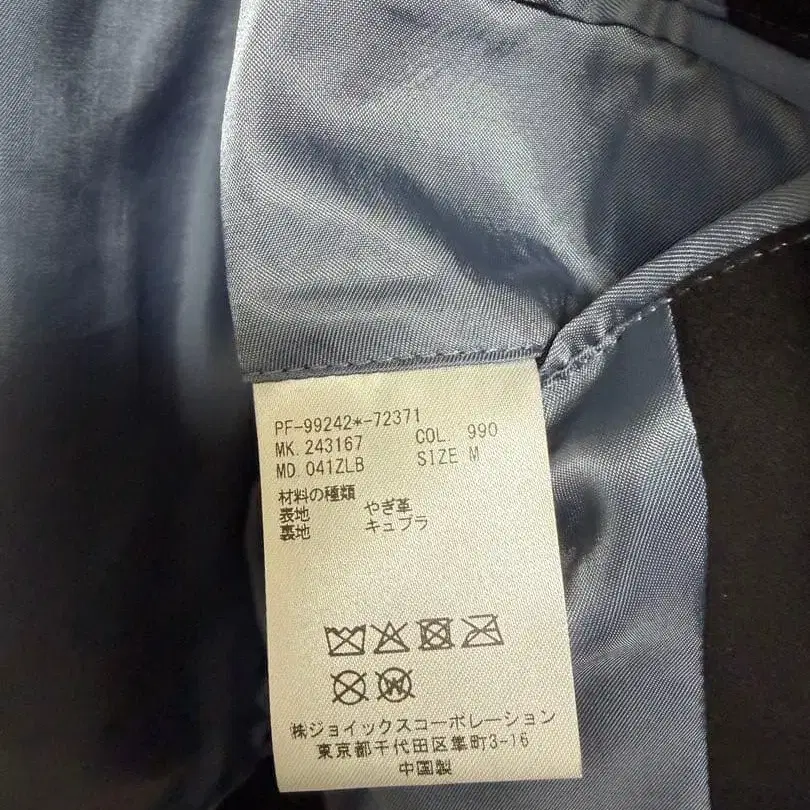 PF-99242*-72371
MK. 243167 COL. 990
MD. 041ZLB SIZE M
材料の種類
表地 やぎ革
裏地 キュプラ
W
㈱ジョイックスコーポレーション
東京都千代田区隼町3-16
中国製